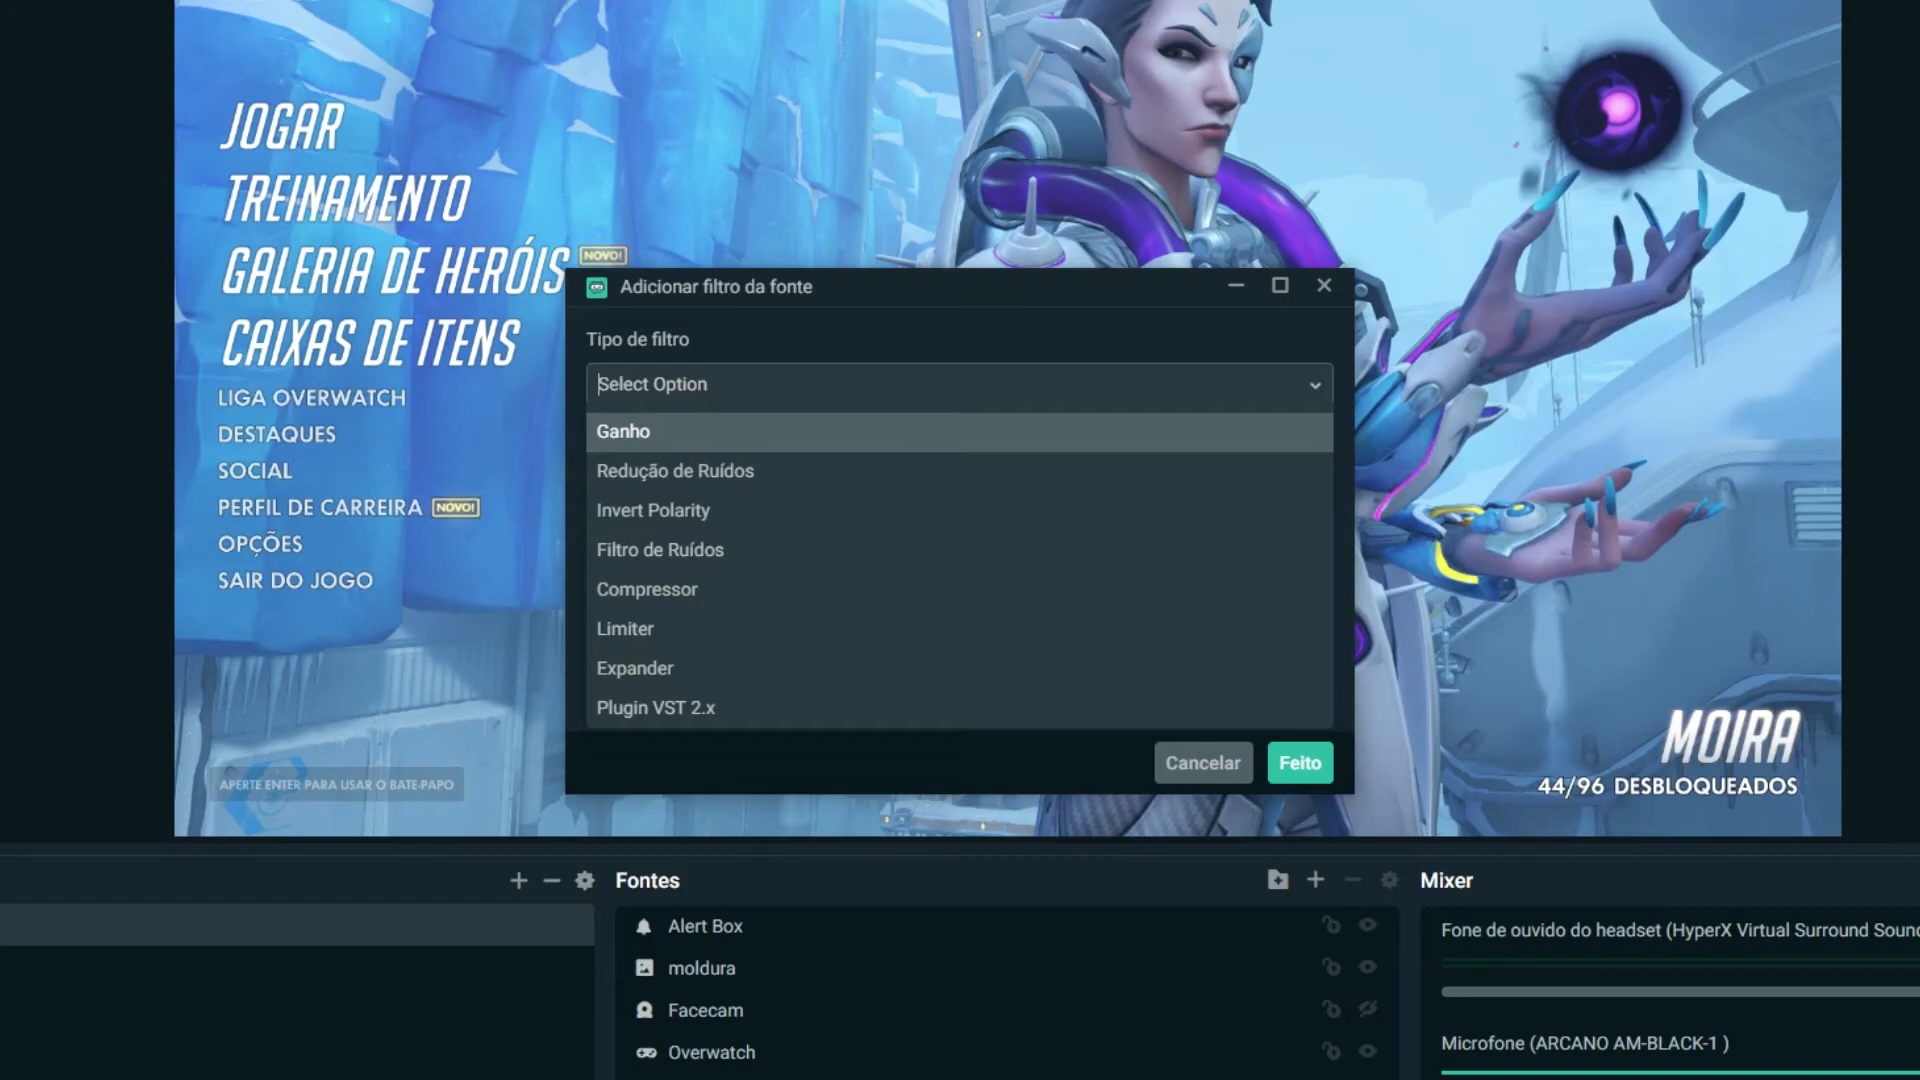 JOGAR
TREINAMENTO
GALERIA DE HERÓIS NOVO!
CAIXAS DE ITENS
LIGA OVERWATCH
DESTAQUES
SOCIAL
PERFIL DE CARREIRA NOVO!
OPÇÕES
SAIR DO JOGO
APERTE ENTER PARA USAR O BATE-PAPO
Adicionar filtro da fonte
Tipo de filtro
Select Option
Ganho
Redução de Ruídos
Invert Polarity
Filtro de Ruídos
Compressor
Limiter
Expander
Plugin VST 2.x
Cancelar Feito
MOIRA
44/96 DESBLOQUEADOS
Fontes
Alert Box
moldura
Facecam
Overwatch
Mixer
Fone de ouvido do headset (HyperX Virtual Surround Sound
Microfone (ARCANO AM-BLACK-1 )